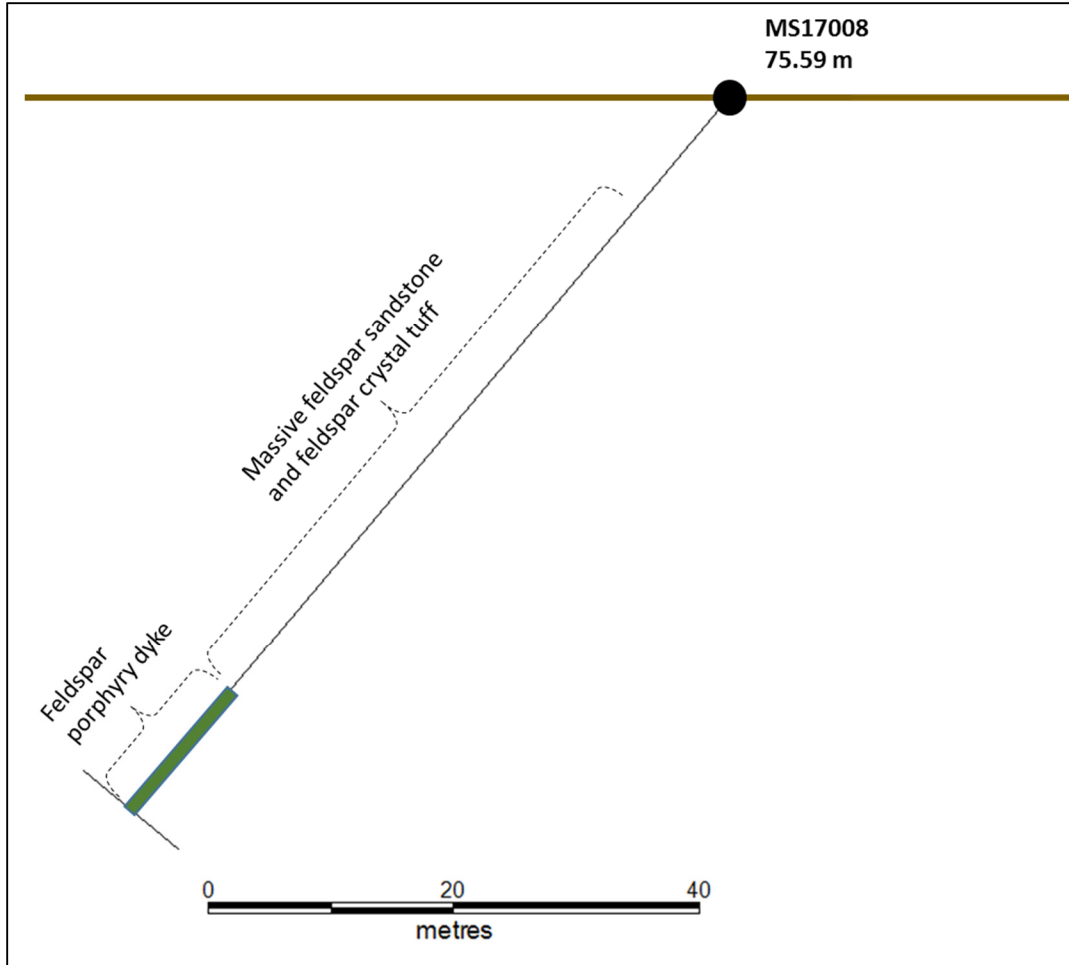 MS17008
75.59 m
Massive feldspar sandstone
and feldspar crystal tuff
Feldspar
porphyry dyke
0 20 40
metres